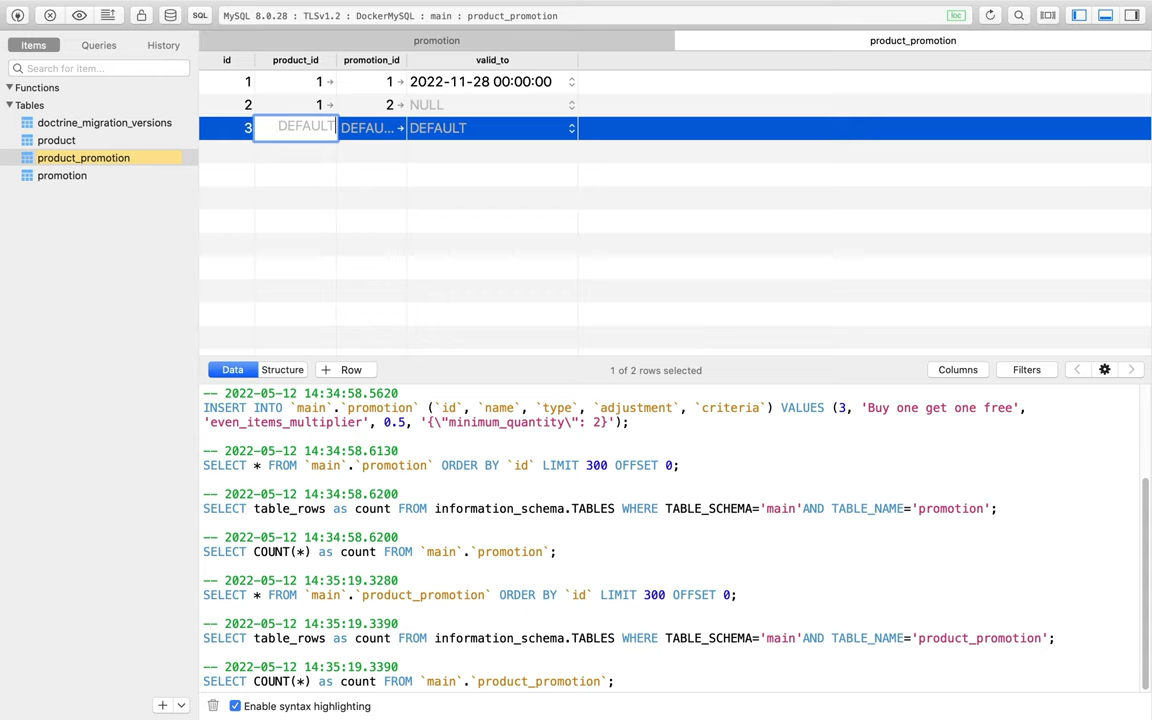 SQL
MySQL 8.0.28 : TLSv1.2 : DockerMySQL : main : product_promotion
loc
Items
Queries
History
promotion
product_promotion
Search for item...
id
product_id
promotion_id
valid_to
Functions
1
1
1
2022-11-28 00:00:00
Tables
2
1
2
NULL
doctrine_migration_versions
3
DEFAULT
DEFAU...
DEFAULT
product
product_promotion
promotion
Data
Structure
+ Row
1 of 2 rows selected
Columns
Filters
-- 2022-05-12 14:34:58.5620
INSERT INTO `main`.`promotion` (`id`, `name`, `type`, `adjustment`, `criteria`) VALUES (3, 'Buy one get one free',
'even_items_multiplier', 0.5, '{\"minimum_quantity\": 2}');
-- 2022-05-12 14:34:58.6130
SELECT * FROM `main`.`promotion` ORDER BY `id` LIMIT 300 OFFSET 0;
-- 2022-05-12 14:34:58.6200
SELECT table_rows as count FROM information_schema.TABLES WHERE TABLE_SCHEMA='main'AND TABLE_NAME='promotion';
-- 2022-05-12 14:34:58.6200
SELECT COUNT(*) as count FROM `main`.`promotion`;
-- 2022-05-12 14:35:19.3280
SELECT * FROM `main`.`product_promotion` ORDER BY `id` LIMIT 300 OFFSET 0;
-- 2022-05-12 14:35:19.3390
SELECT table_rows as count FROM information_schema.TABLES WHERE TABLE_SCHEMA='main'AND TABLE_NAME='product_promotion';
-- 2022-05-12 14:35:19.3390
SELECT COUNT(*) as count FROM `main`.`product_promotion`;
Enable syntax highlighting